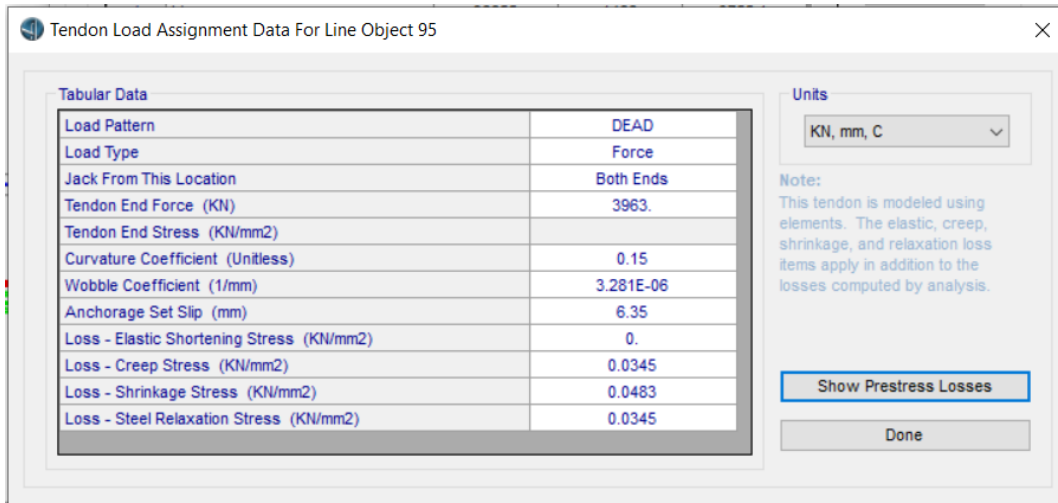 Tendon Load Assignment Data For Line Object 95
Tabular Data
Load Pattern DEAD
Load Type Force
Jack From This Location Both Ends
Tendon End Force (KN) 3963.
Tendon End Stress (KN/mm2)
Curvature Coefficient (Unitless) 0.15
Wobble Coefficient (1/mm) 3.281E-06
Anchorage Set Slip (mm) 6.35
Loss - Elastic Shortening Stress (KN/mm2) 0.
Loss - Creep Stress (KN/mm2) 0.0345
Loss - Shrinkage Stress (KN/mm2) 0.0483
Loss - Steel Relaxation Stress (KN/mm2) 0.0345
Units
KN, mm, C
Note:
This tendon is modeled using
elements. The elastic, creep,
shrinkage, and relaxation loss
items apply in addition to the
losses computed by analysis.
Show Prestress Losses
Done